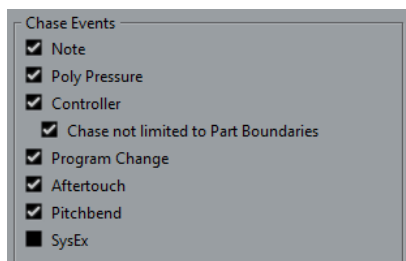 Chase Events
Note
Poly Pressure
Controller
Chase not limited to Part Boundaries
Program Change
Aftertouch
Pitchbend
SysEx